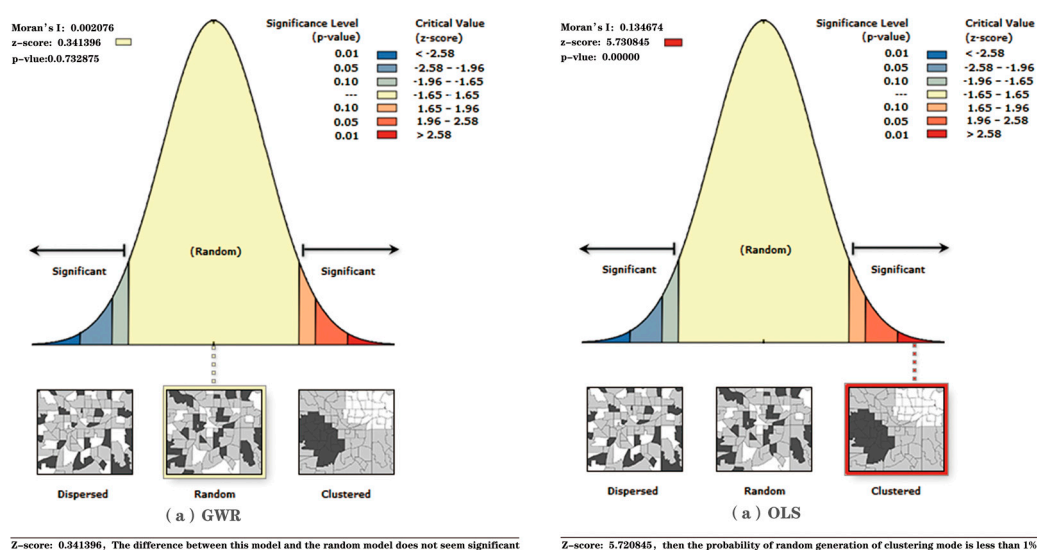 Moran's I: 0.002076
z-score: 0.341396
p-vlue:0.0.732875
Significance Level (p-value)
Critical Value (z-score)
0.01 < -2.58
0.05 -2.58 – -1.96
0.10 -1.96 – -1.65
--- -1.65 – 1.65
0.10 1.65 – 1.96
0.05 1.96 – 2.58
0.01 > 2.58
(Random)
Significant
Significant
Dispersed
Random
Clustered
(a) GWR
Z-score: 0.341396, The difference between this model and the random model does not seem significant
Moran's I: 0.134674
z-score: 5.730845
p-vlue: 0.00000
Significance Level (p-value)
Critical Value (z-score)
0.01 < -2.58
0.05 -2.58 – -1.96
0.10 -1.96 – -1.65
--- -1.65 – 1.65
0.10 1.65 – 1.96
0.05 1.96 – 2.58
0.01 > 2.58
(Random)
Significant
Significant
Dispersed
Random
Clustered
(a) OLS
Z-score: 5.720845, then the probability of random generation of clustering mode is less than 1%